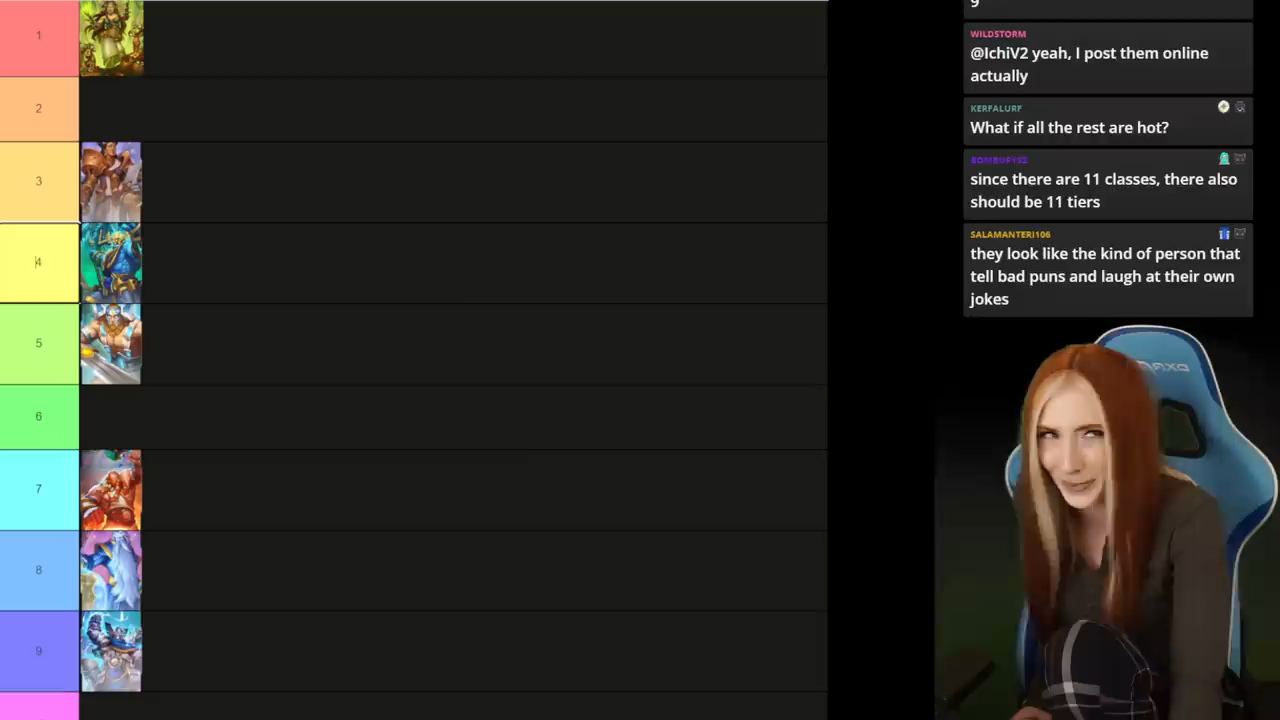 1
2
3
4
5
6
7
8
9
9
WILDSTORM
@IchiV2 yeah, I post them online
actually
KERFALURF
What if all the rest are hot?
since there are 11 classes, there also
should be 11 tiers
SALAMANTERI106
they look like the kind of person that
tell bad puns and laugh at their own
jokes